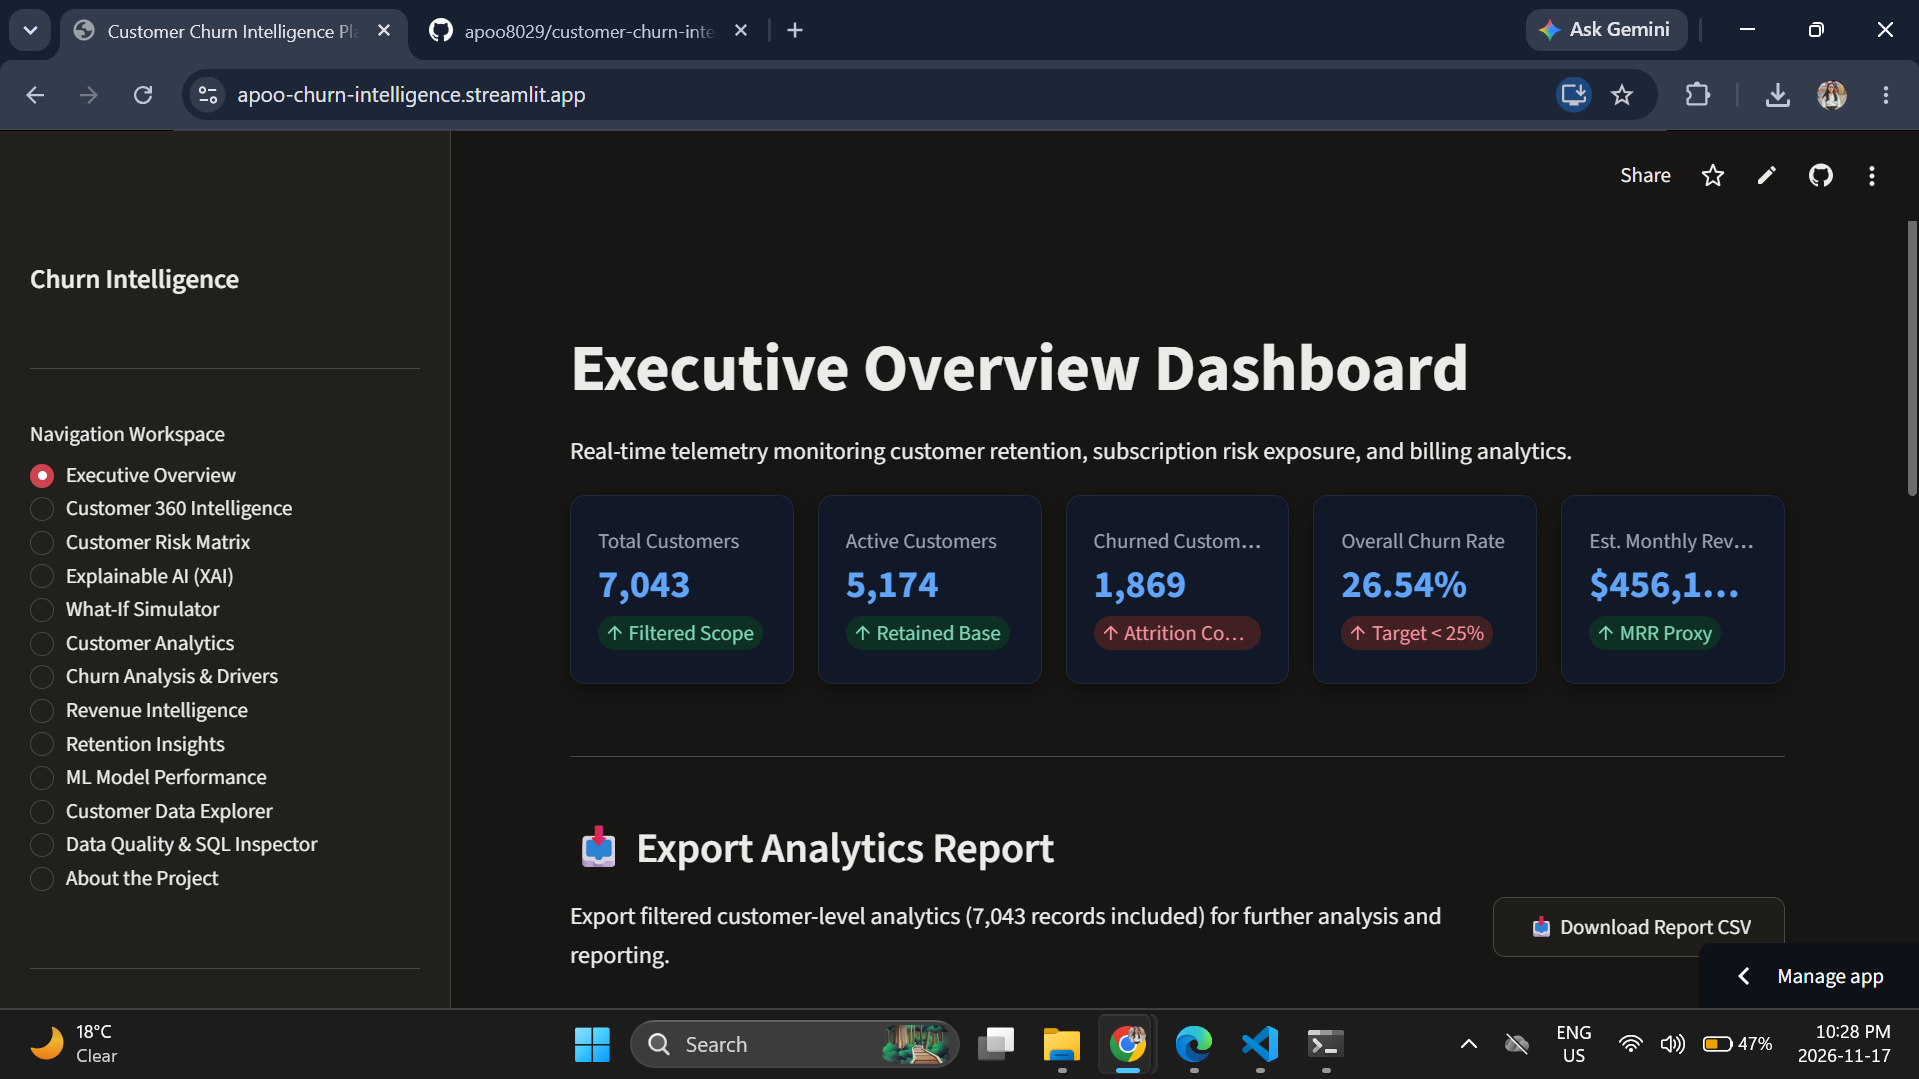 Customer Churn Intelligence Pla
apoo8029/customer-churn-inte
Ask Gemini
apoo-churn-intelligence.streamlit.app
Share
Churn Intelligence
Navigation Workspace
Executive Overview
Customer 360 Intelligence
Customer Risk Matrix
Explainable AI (XAI)
What-If Simulator
Customer Analytics
Churn Analysis & Drivers
Revenue Intelligence
Retention Insights
ML Model Performance
Customer Data Explorer
Data Quality & SQL Inspector
About the Project
Executive Overview Dashboard
Real-time telemetry monitoring customer retention, subscription risk exposure, and billing analytics.
Total Customers
7,043
↑ Filtered Scope
Active Customers
5,174
↑ Retained Base
Churned Custom...
1,869
↑ Attrition Co...
Overall Churn Rate
26.54%
↑ Target < 25%
Est. Monthly Rev...
$456,1...
↑ MRR Proxy
Export Analytics Report
Export filtered customer-level analytics (7,043 records included) for further analysis and
reporting.
Download Report CSV
Manage app
18°C
Clear
Search
ENG
US
47%
10:28 PM
2026-11-17